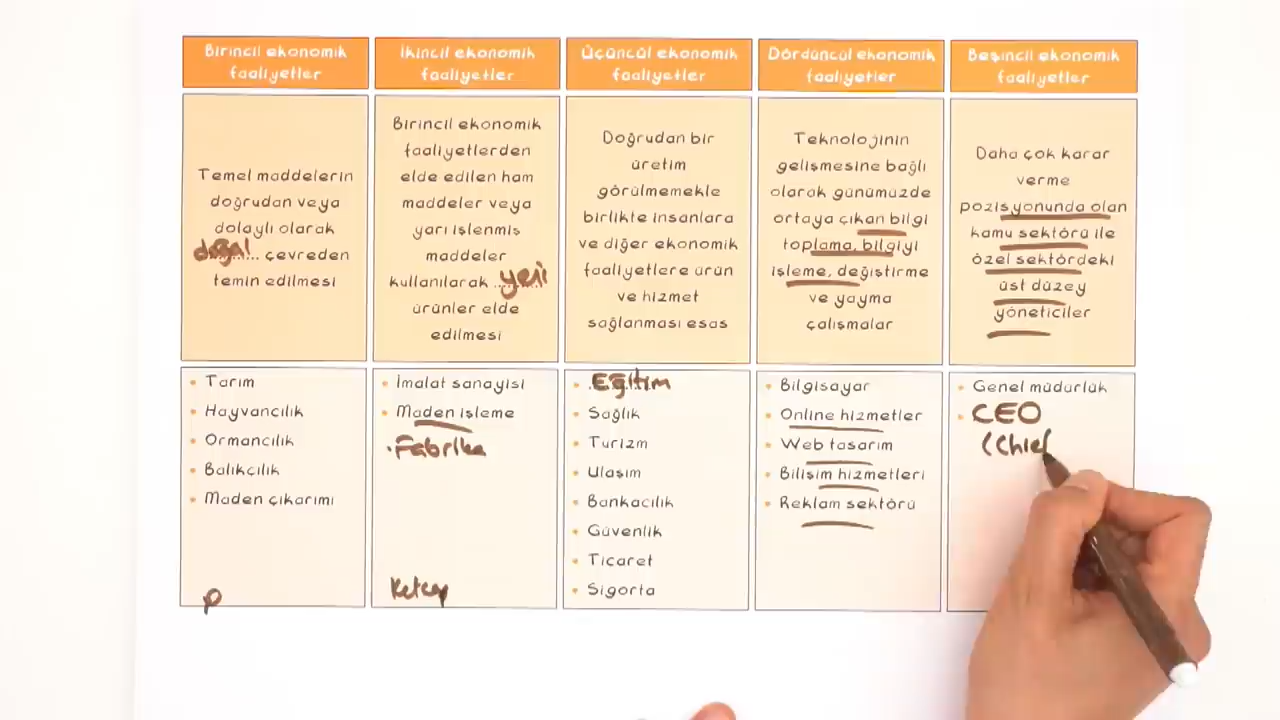 Birincil ekonomik
faaliyetler
İkincil ekonomik
faaliyetler
Üçüncül ekonomik
faaliyetler
Dördüncül ekonomik
faaliyetler
Beşincil ekonomik
faaliyetler
Temel maddelerin
doğrudan veya
dolaylı olarak
doğal çevreden
temin edilmesi
Birincil ekonomik
faaliyetlerden
elde edilen ham
maddeler veya
yarı işlenmiş
maddeler
kullanılarak yeni
ürünler elde
edilmesi
Doğrudan bir
üretim
görülmemekle
birlikte insanlara
ve diğer ekonomik
faaliyetlere ürün
ve hizmet
sağlanması esas
Teknolojinin
gelişmesine bağlı
olarak günümüzde
ortaya çıkan bilgi
toplama, bilgiyi
işleme, değiştirme
ve yayma
çalışmalar
Daha çok karar
verme
pozisyonunda olan
kamu sektörü ile
özel sektördeki
üst düzey
yöneticiler
• Tarım
• Hayvancılık
• Ormancılık
• Balıkçılık
• Maden çıkarımı
• İmalat sanayisi
• Maden işleme
• Fabrika
• Eğitim
• Sağlık
• Turizm
• Ulaşım
• Bankacılık
• Güvenlik
• Ticaret
• Sigorta
• Bilgisayar
• Online hizmetler
• Web tasarım
• Bilişim hizmetleri
• Reklam sektörü
• Genel müdürlük
• CEO
(Chief